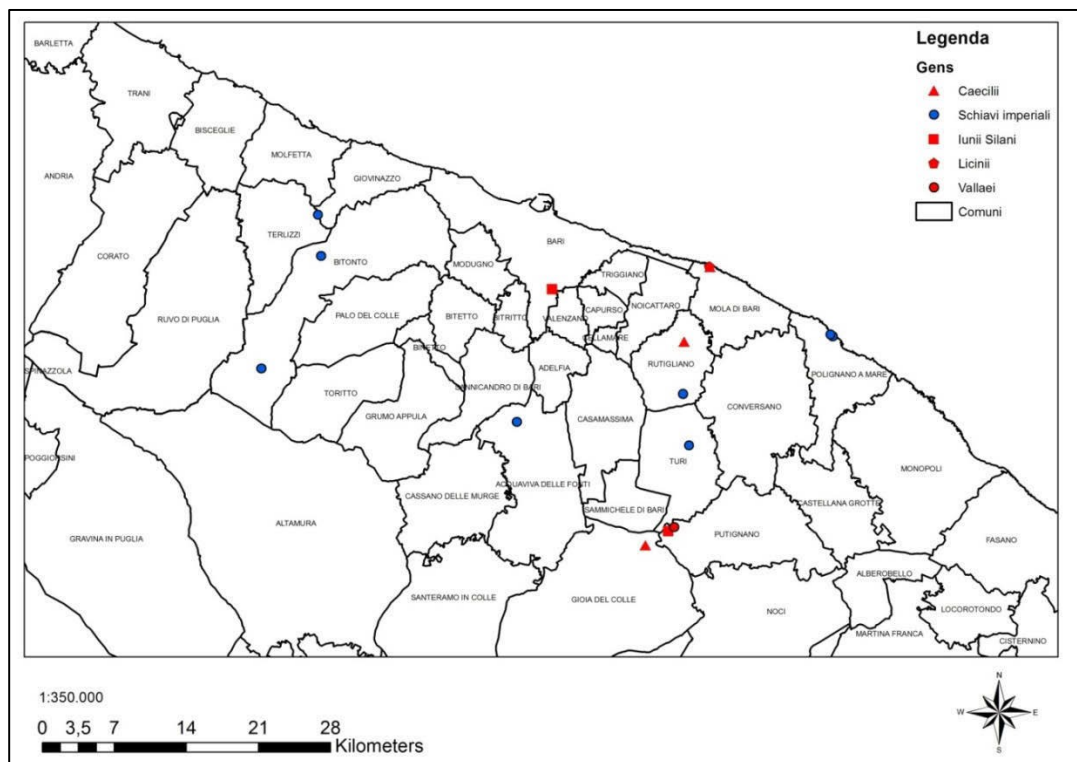 Legenda
Gens
Caecilii
Schiavi imperiali
Iunii Silani
Licinii
Vallaei
Comuni
BARLETTA
TRANI
BISCEGLIE
MOLFETTA
GIOVINAZZO
ANDRIA
CORATO
TERLIZZI
BITONTO
BARI
MODUGNO
TRIGGIANO
RUVO DI PUGLIA
PALO DEL COLLE
BITETTO
BITRITTO
VALENZANO
CAPURSO
NOICATTARO
MOLA DI BARI
CELLAMARE
BINETTO
RUTIGLIANO
SPINAZZOLA
ADELFIA
POLIGNANO A MARE
TORITTO
SANNICANDRO DI BARI
GRUMO APPULA
CASAMASSIMA
CONVERSANO
POGGIORSINI
TURI
MONOPOLI
ACQUAVIVA DELLE FONTI
CASSANO DELLE MURGE
SAMMICHELE DI BARI
CASTELLANA GROTTE
ALTAMURA
GRAVINA IN PUGLIA
PUTIGNANO
FASANO
ALBEROBELLO
SANTERAMO IN COLLE
GIOIA DEL COLLE
NOCI
LOCOROTONDO
MARTINA FRANCA
CISTERNINO
1:350.000
0 3,5 7 14 21 28
Kilometers
N
W E
S